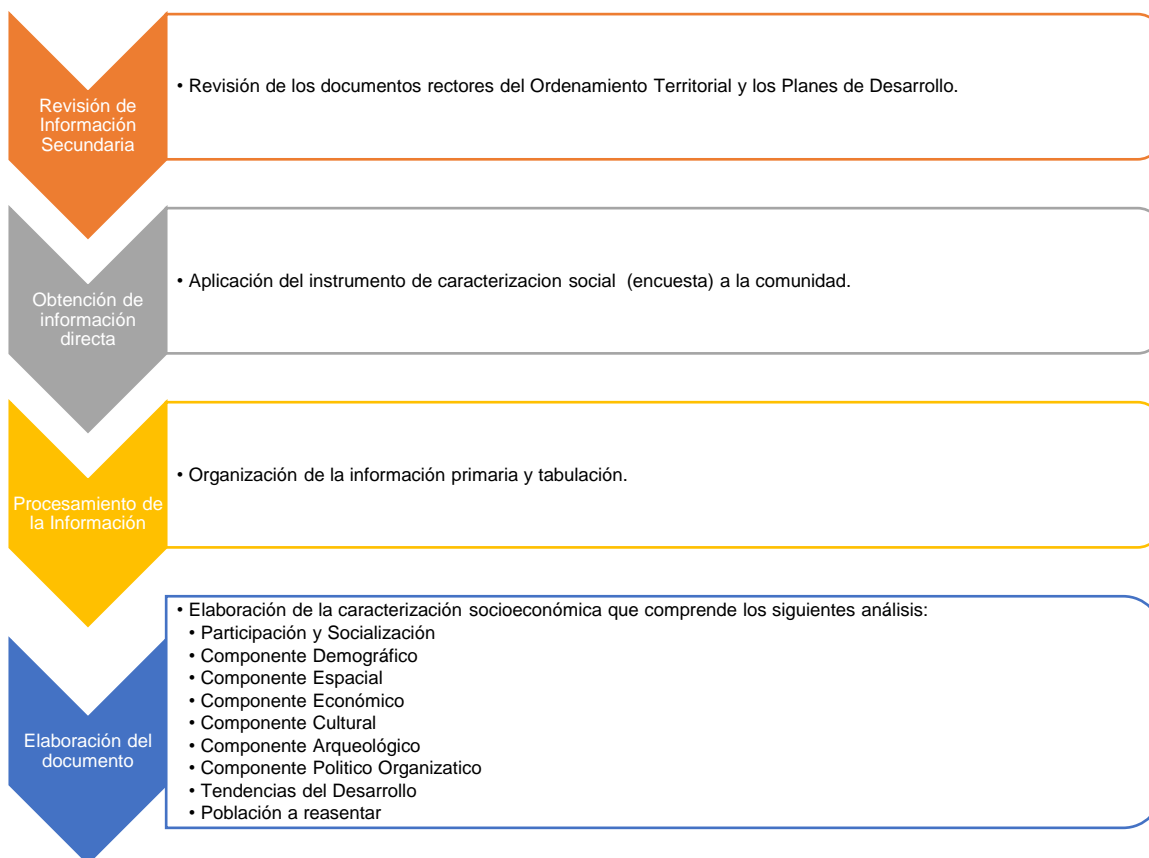 Revisión de
Información
Secundaria
• Revisión de los documentos rectores del Ordenamiento Territorial y los Planes de Desarrollo.
Obtención de
información
directa
• Aplicación del instrumento de caracterizacion social (encuesta) a la comunidad.
Procesamiento de
la Información
• Organización de la información primaria y tabulación.
Elaboración del
documento
• Elaboración de la caracterización socioeconómica que comprende los siguientes análisis:
• Participación y Socialización
• Componente Demográfico
• Componente Espacial
• Componente Económico
• Componente Cultural
• Componente Arqueológico
• Componente Politico Organizatico
• Tendencias del Desarrollo
• Población a reasentar